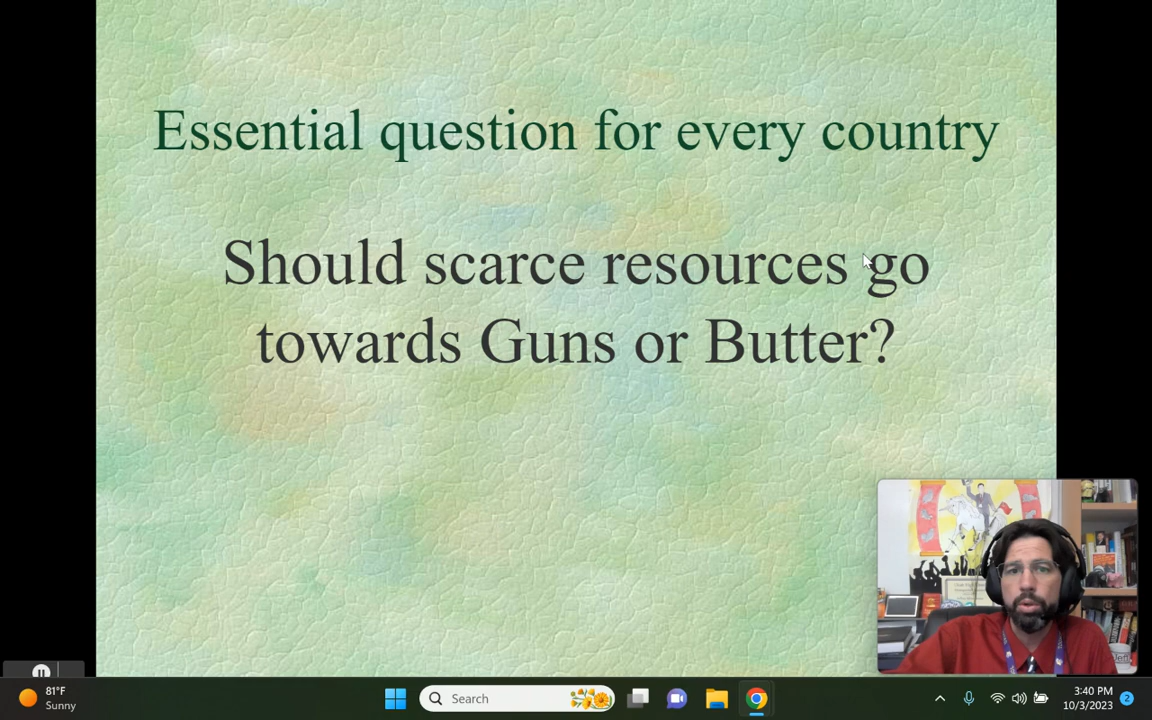 Essential question for every country
Should scarce resources go
towards Guns or Butter?
81°F
Sunny
Search
3:40 PM
10/3/2023
2